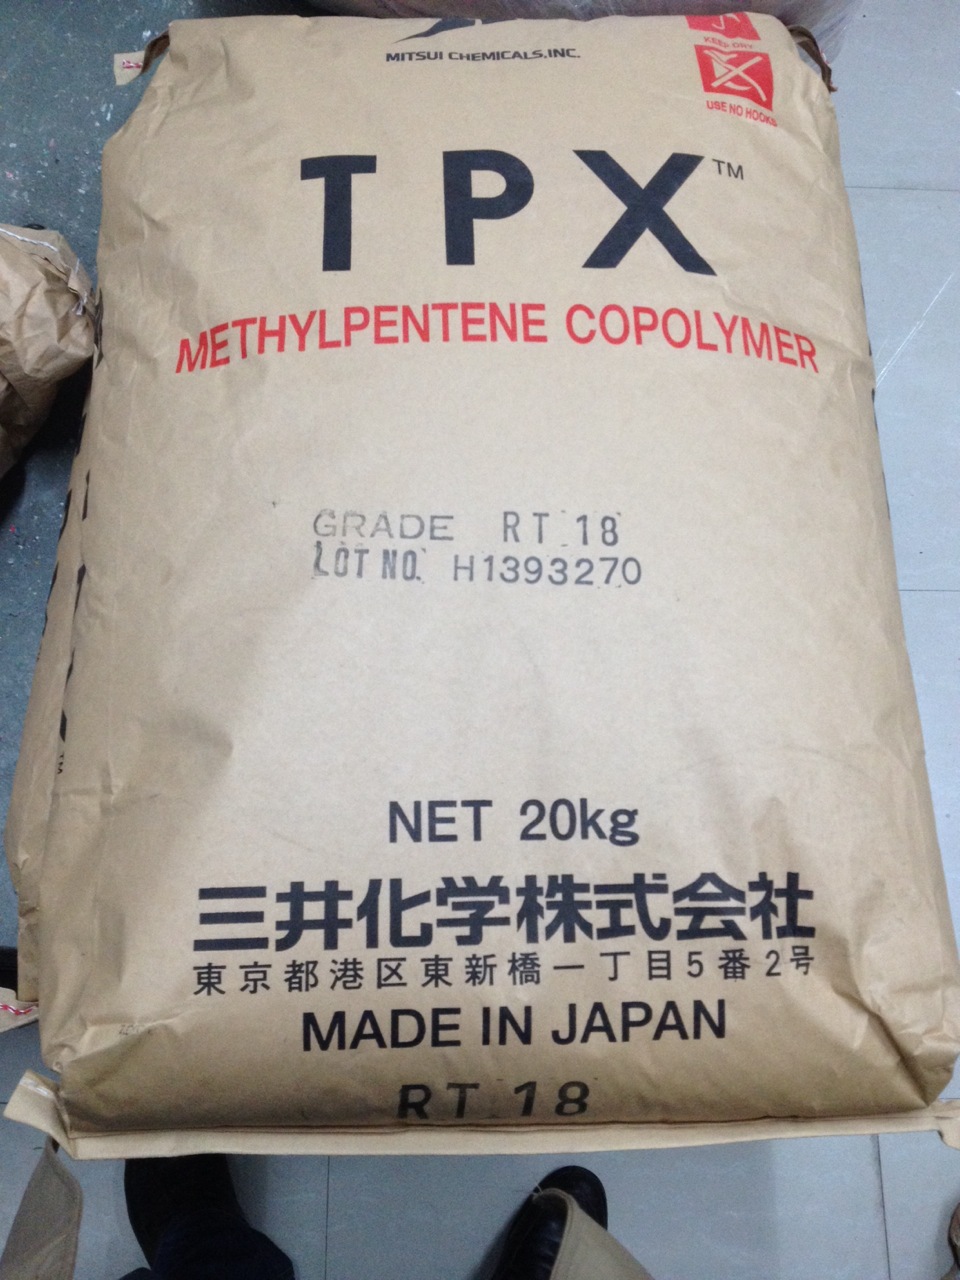 MITSUI CHEMICALS,INC.
KEEP DRY
USE NO HOOKS
TPX™
METHYLPENTENE COPOLYMER
GRADE RT 18
LOT NO. H1393270
NET 20kg
三井化学株式会社
東京都港区東新橋一丁目5番2号
MADE IN JAPAN
RT 18